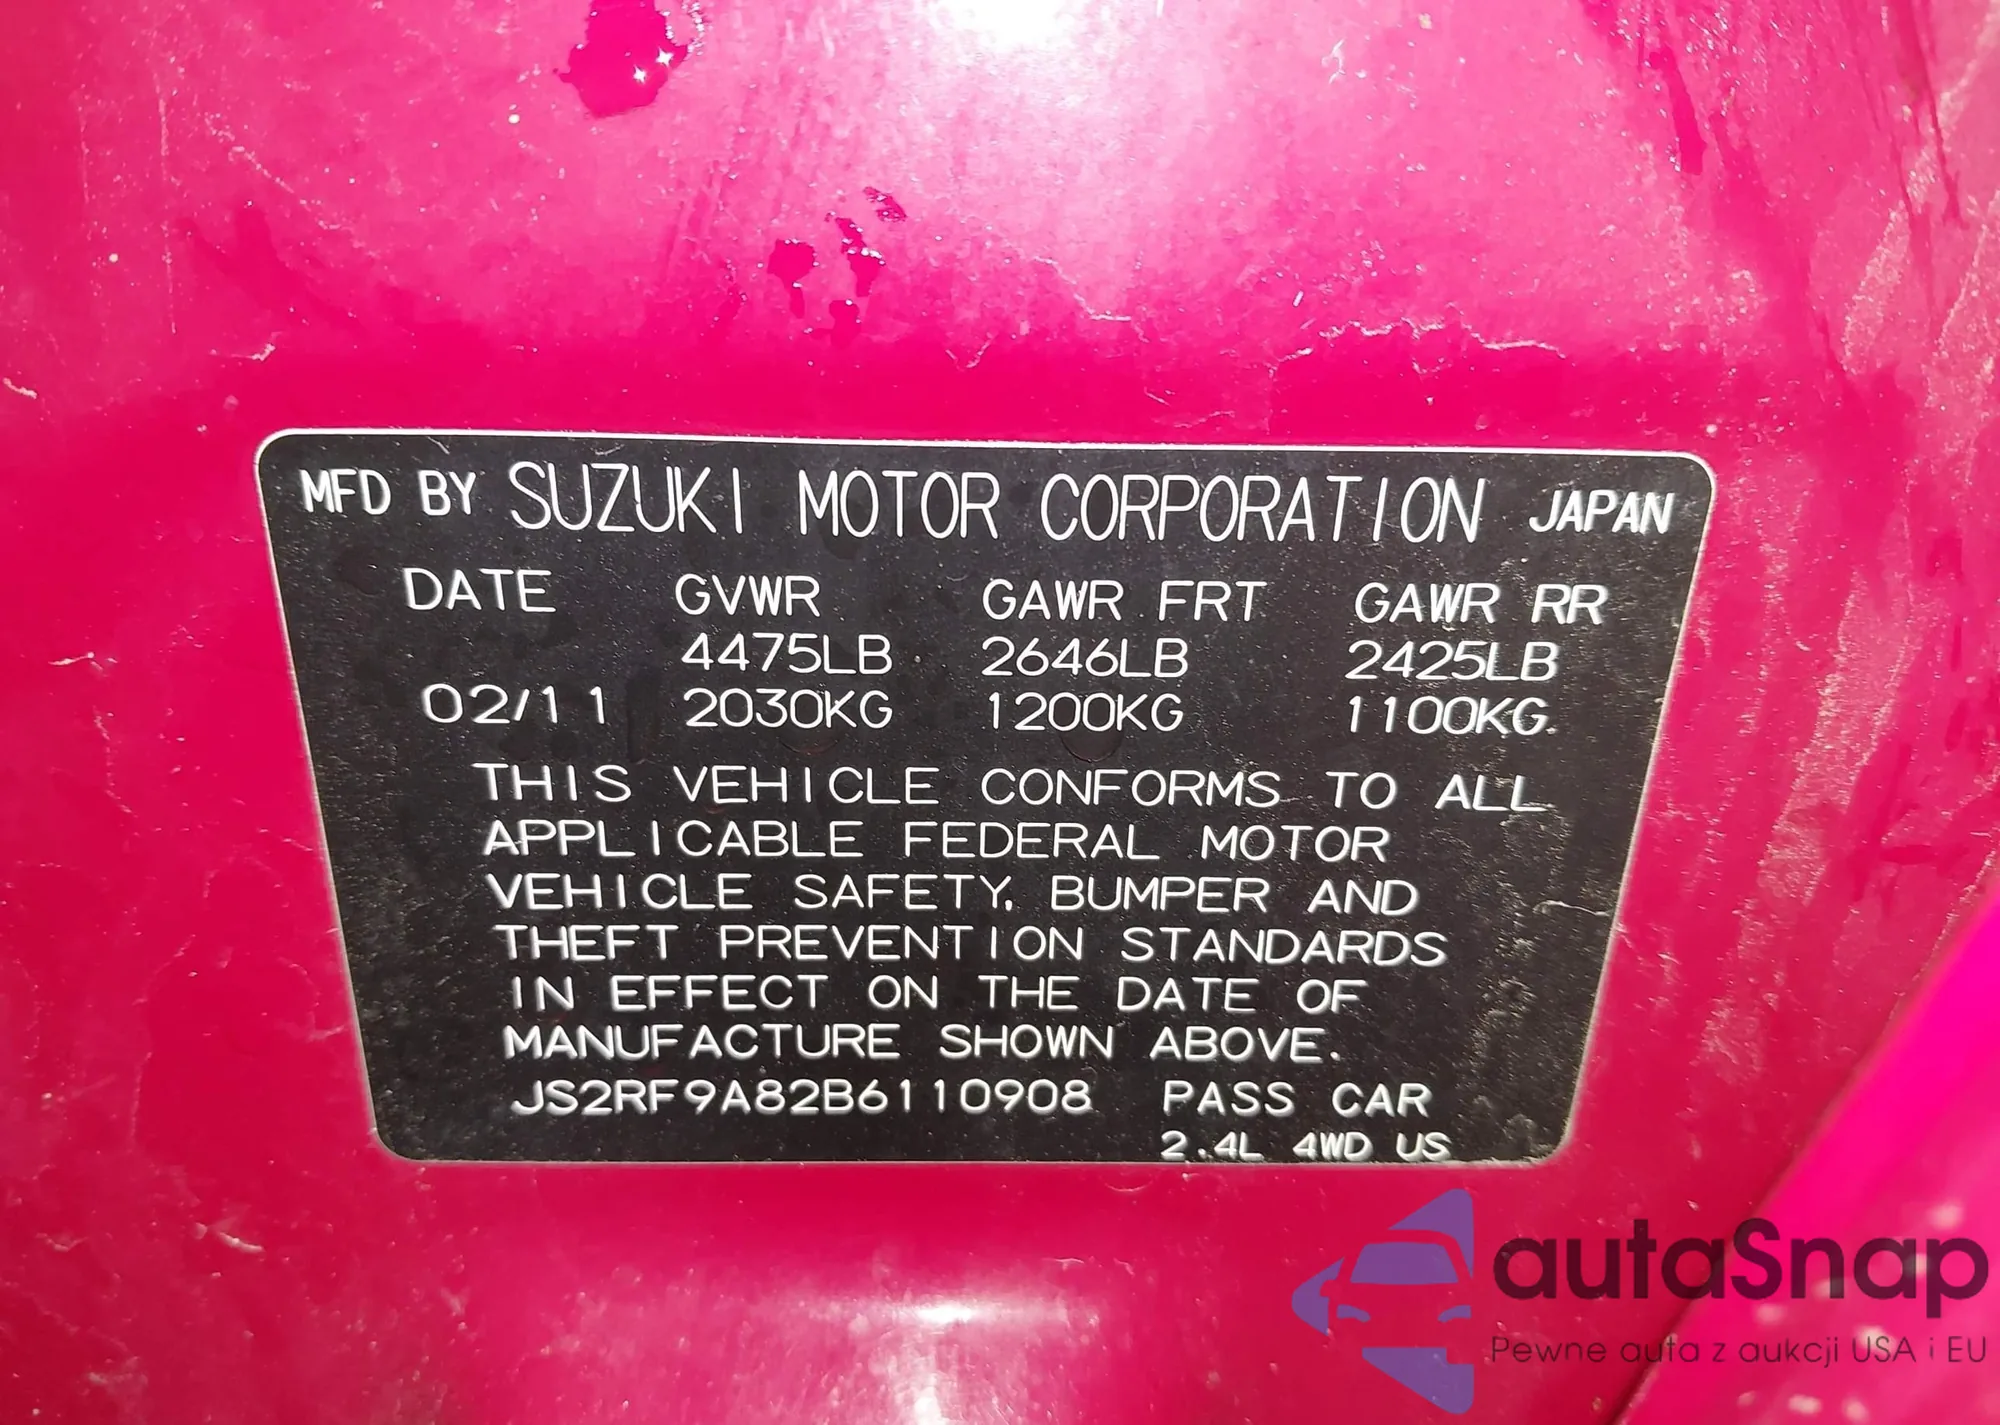 MFD BY SUZUKI MOTOR CORPORATION JAPAN
DATE GVWR GAWR FRT GAWR RR
4475LB 2646LB 2425LB
02/11 2030KG 1200KG 1100KG
THIS VEHICLE CONFORMS TO ALL
APPLICABLE FEDERAL MOTOR
VEHICLE SAFETY, BUMPER AND
THEFT PREVENTION STANDARDS
IN EFFECT ON THE DATE OF
MANUFACTURE SHOWN ABOVE.
JS2RF9A82B6110908 PASS CAR
2.4L 4WD US
autaSnap
Pewne auta z aukcji USA i EU